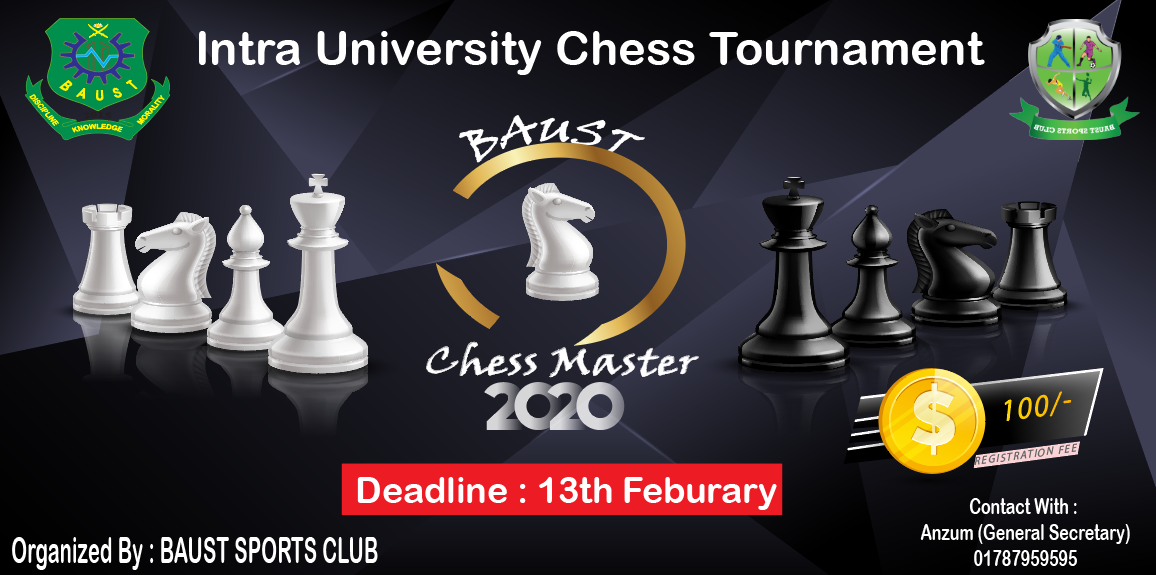 Intra University Chess Tournament
BAUST
DISCIPLINE KNOWLEDGE MORALITY
BAUST SPORTS CLUB
BAUST
Chess Master
2020
$
100/-
REGISTRATION FEE
Deadline : 13th Feburary
Contact With :
Anzum (General Secretary)
01787959595
Organized By : BAUST SPORTS CLUB